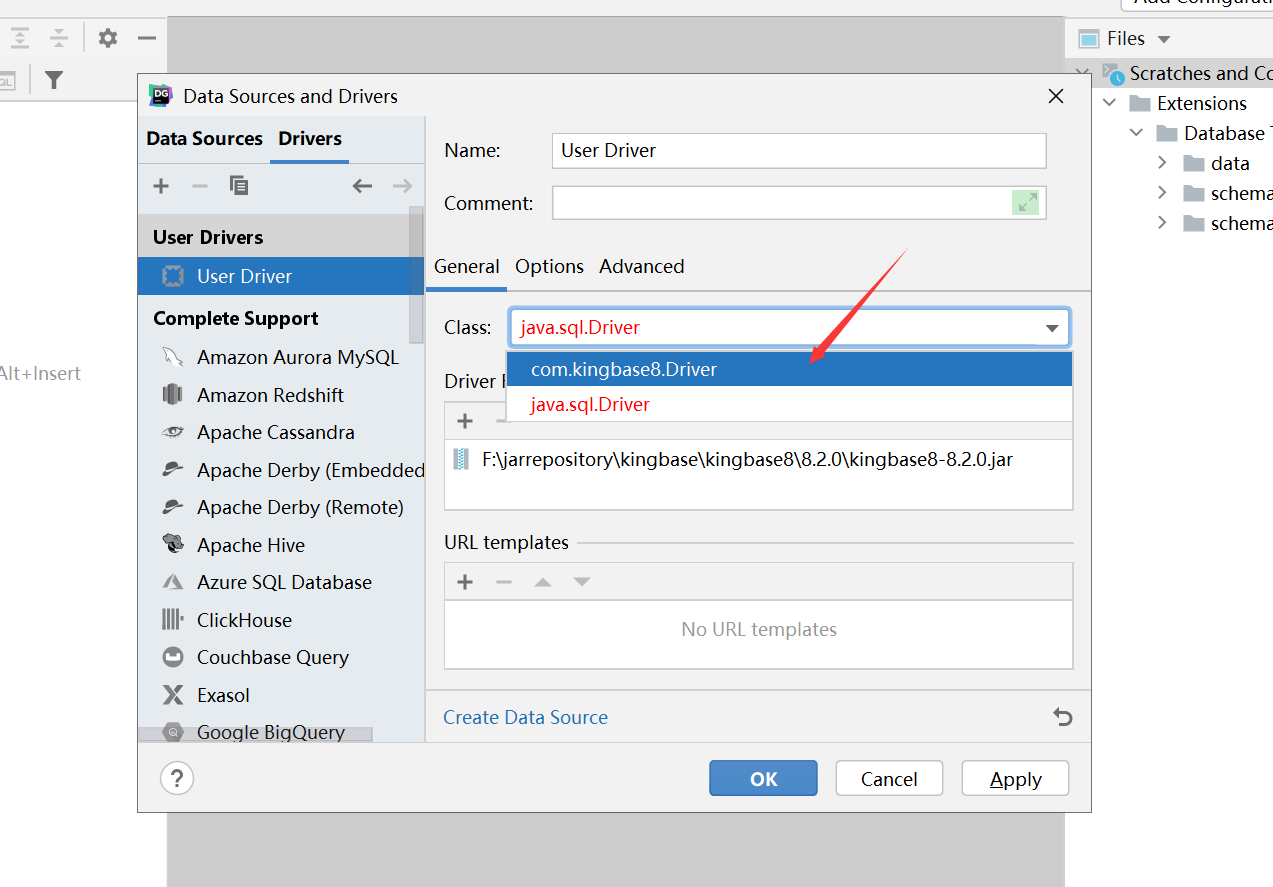 Files
Scratches and Co
Extensions
Database
data
schema
schema
Alt+Insert
DG
Data Sources and Drivers
Data Sources Drivers
User Drivers
User Driver
Complete Support
Amazon Aurora MySQL
Amazon Redshift
Apache Cassandra
Apache Derby (Embedded
Apache Derby (Remote)
Apache Hive
Azure SQL Database
ClickHouse
Couchbase Query
Exasol
Google BigQuery
Name: User Driver
Comment:
General Options Advanced
Class: java.sql.Driver
com.kingbase8.Driver
Driver
java.sql.Driver
F:\jarrepository\kingbase\kingbase8\8.2.0\kingbase8-8.2.0.jar
URL templates
No URL templates
Create Data Source
? OK Cancel Apply